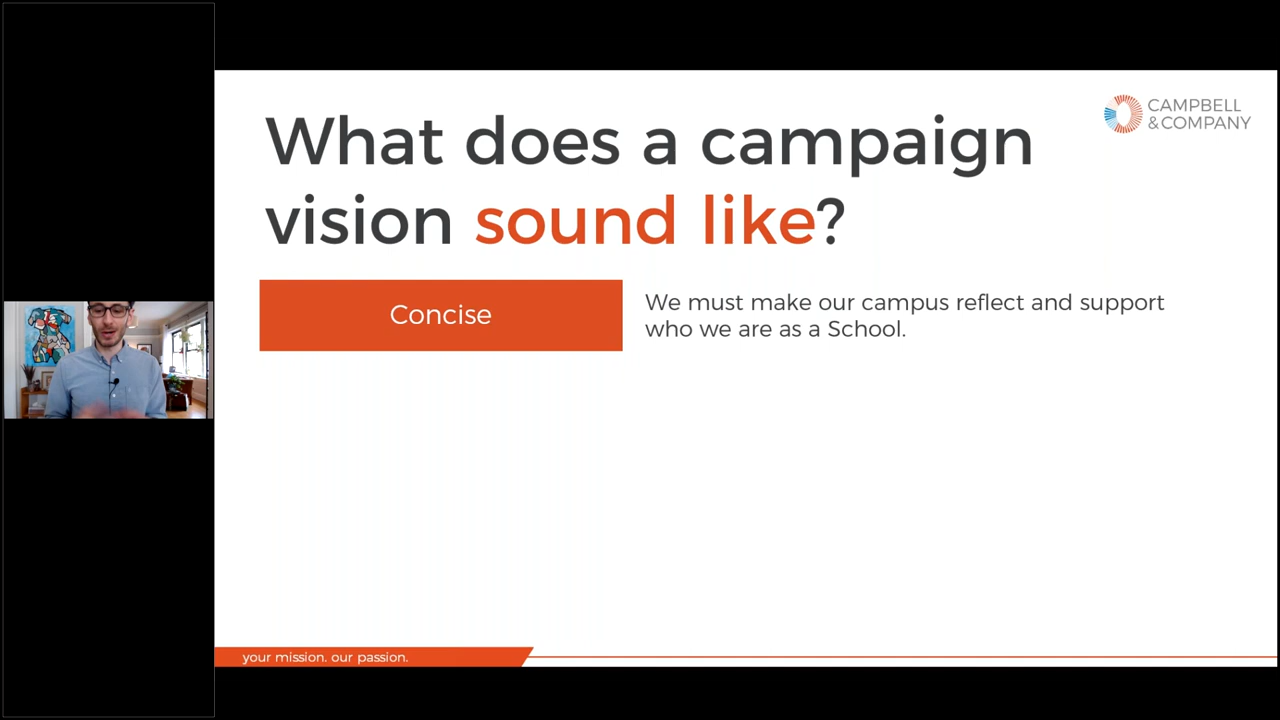 CAMPBELL
&COMPANY
What does a campaign
vision sound like?
Concise
We must make our campus reflect and support
who we are as a School.
your mission. our passion.